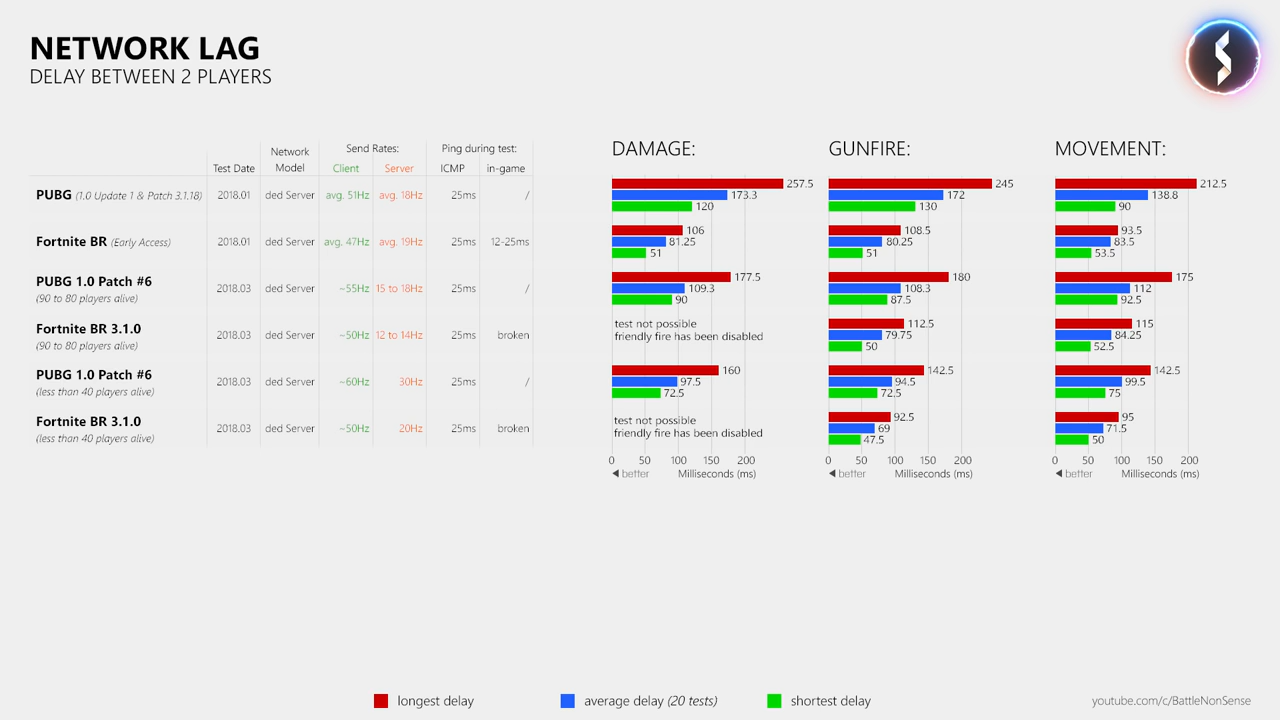 NETWORK LAG
DELAY BETWEEN 2 PLAYERS
Test Date Network Model Send Rates: Client Server Ping during test: ICMP in-game
DAMAGE: GUNFIRE: MOVEMENT:
PUBG (1.0 Update 1 & Patch 3.1.18) 2018.01 ded Server avg. 51Hz avg. 18Hz 25ms /
257.5 245 212.5
173.3 172 138.8
120 130 90
Fortnite BR (Early Access) 2018.01 ded Server avg. 47Hz avg. 19Hz 25ms 12-25ms
106 108.5 93.5
81.25 80.25 83.5
51 51 53.5
PUBG 1.0 Patch #6
(90 to 80 players alive) 2018.03 ded Server ~55Hz 15 to 18Hz 25ms /
177.5 180 175
109.3 108.3 112
90 87.5 92.5
Fortnite BR 3.1.0
(90 to 80 players alive) 2018.03 ded Server ~50Hz 12 to 14Hz 25ms broken
test not possible
friendly fire has been disabled
112.5 115
79.75 84.25
50 52.5
PUBG 1.0 Patch #6
(less than 40 players alive) 2018.03 ded Server ~60Hz 30Hz 25ms /
160 142.5 142.5
97.5 94.5 99.5
72.5 72.5 75
Fortnite BR 3.1.0
(less than 40 players alive) 2018.03 ded Server ~50Hz 20Hz 25ms broken
test not possible
friendly fire has been disabled
92.5 95
69 71.5
47.5 50
0 50 100 150 200 0 50 100 150 200 0 50 100 150 200
◄ better Milliseconds (ms) ◄ better Milliseconds (ms) ◄ better Milliseconds (ms)
longest delay average delay (20 tests) shortest delay youtube.com/c/BattleNonSense